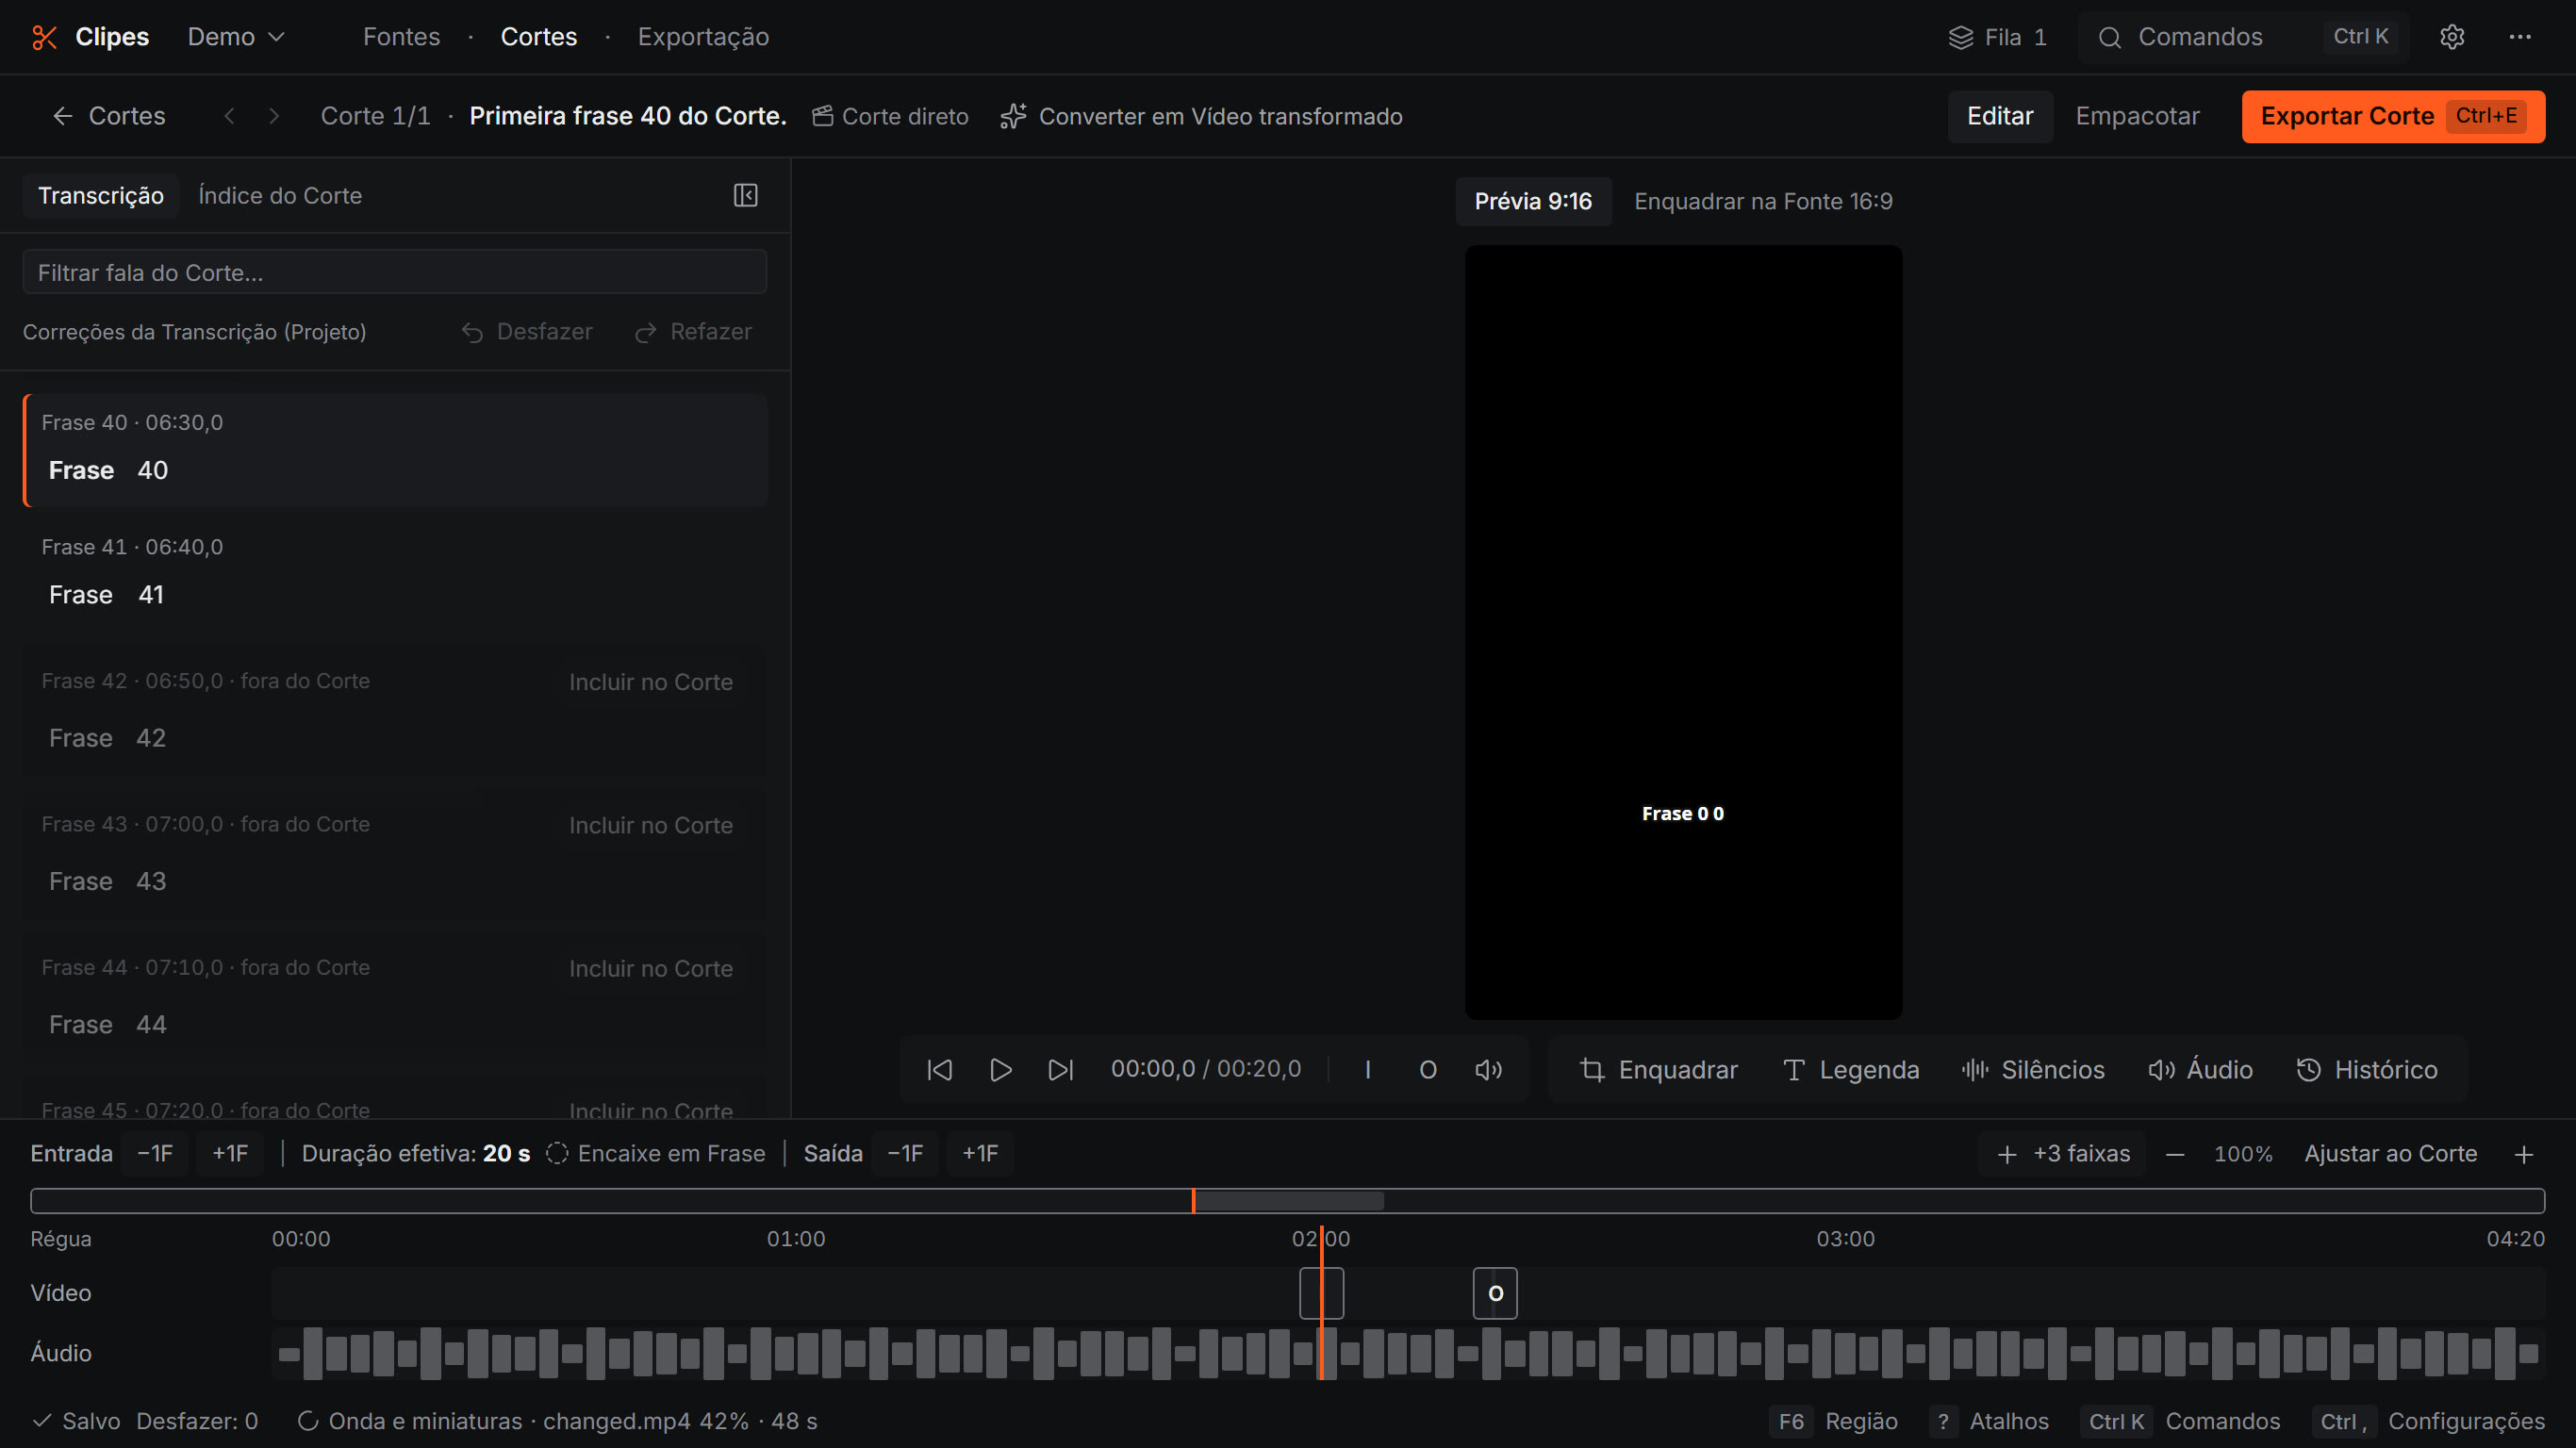 Clipes Demo Fontes · Cortes · Exportação Fila 1 Comandos Ctrl K
Cortes Corte 1/1 · Primeira frase 40 do Corte. Corte direto Converter em Vídeo transformado Editar Empacotar Exportar Corte Ctrl+E
Transcrição Índice do Corte
Filtrar fala do Corte...
Correções da Transcrição (Projeto) Desfazer Refazer
Frase 40 · 06:30,0
Frase 40
Frase 41 · 06:40,0
Frase 41
Frase 42 · 06:50,0 · fora do Corte Incluir no Corte
Frase 42
Frase 43 · 07:00,0 · fora do Corte Incluir no Corte
Frase 43
Frase 44 · 07:10,0 · fora do Corte Incluir no Corte
Frase 44
Frase 45 · 07:20,0 · fora do Corte Incluir no Corte
Prévia 9:16 Enquadrar na Fonte 16:9
Frase 0 0
00:00,0 / 00:20,0 I O Enquadrar Legenda Silêncios Áudio Histórico
Entrada −1F +1F Duração efetiva: 20 s Encaixe em Frase Saída −1F +1F +3 faixas 100% Ajustar ao Corte
Régua 00:00 01:00 02:00 03:00 04:20
Vídeo O
Áudio
Salvo Desfazer: 0 Onda e miniaturas · changed.mp4 42% · 48 s F6 Região ? Atalhos Ctrl K Comandos Ctrl , Configurações